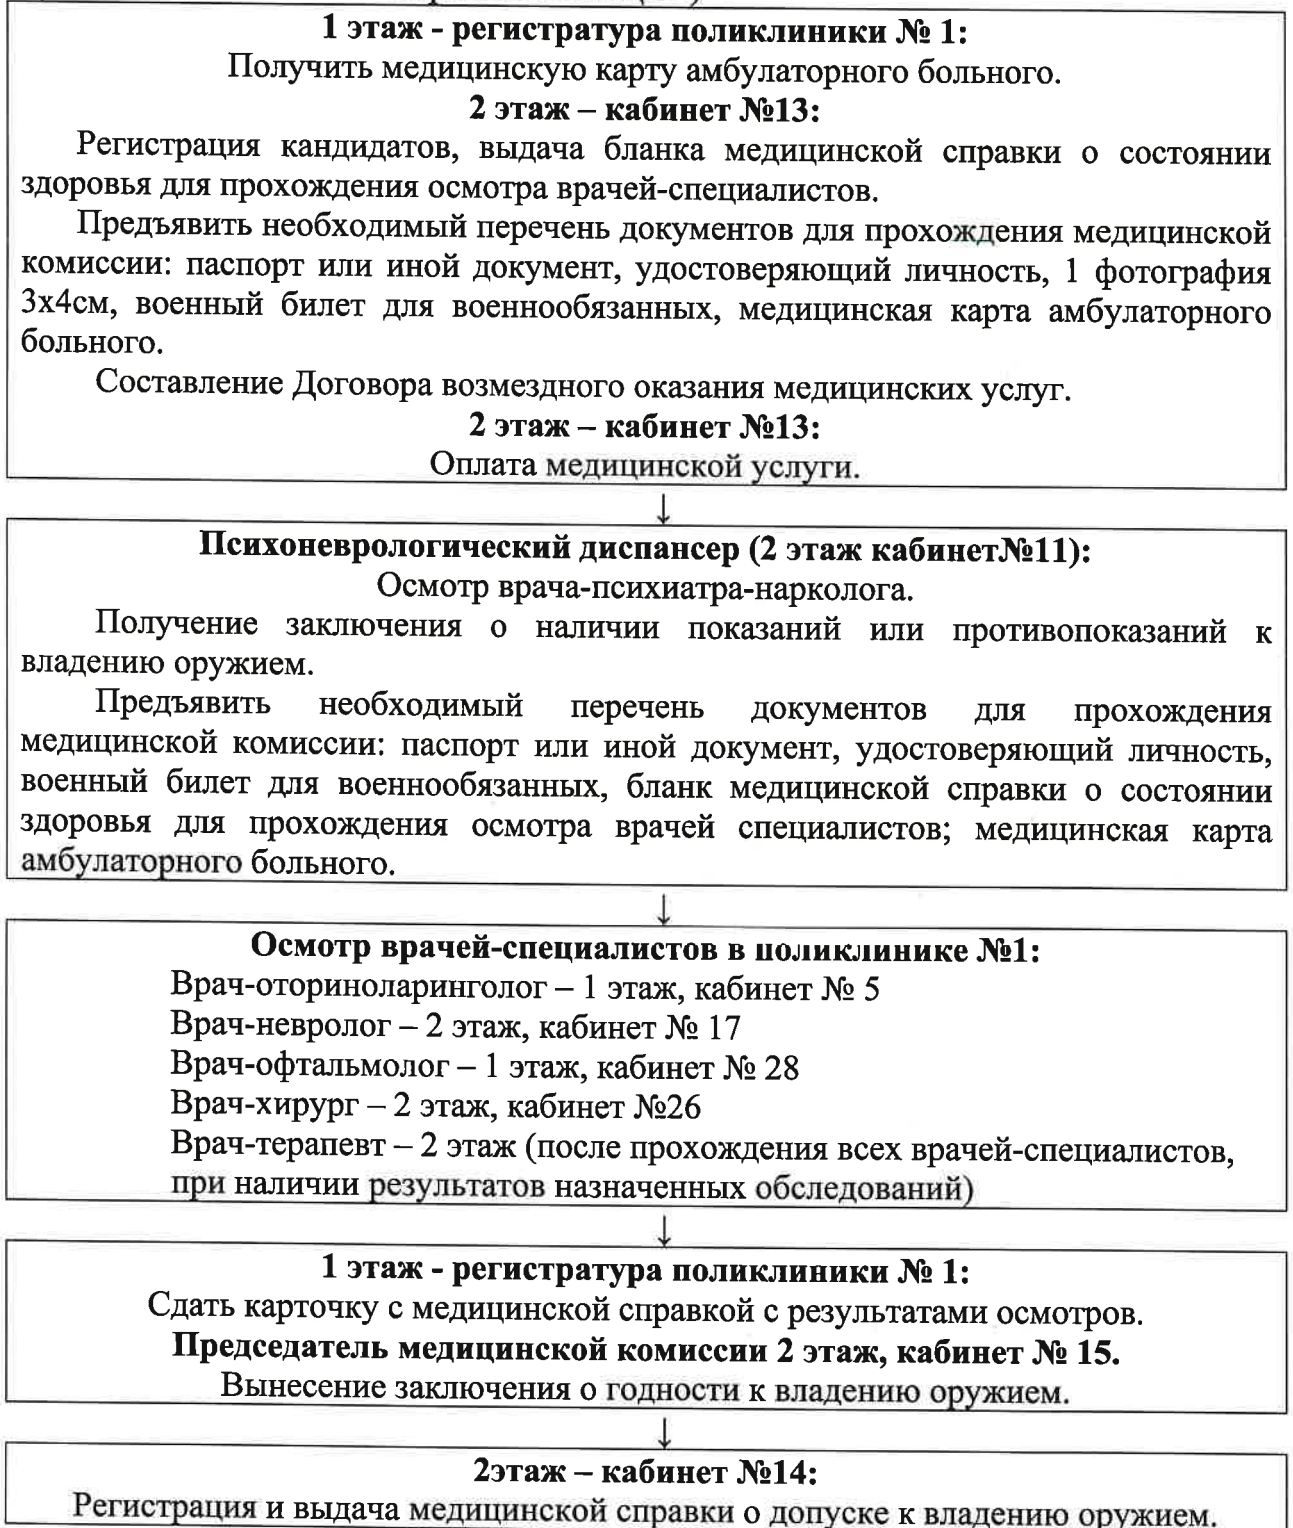 1 этаж - регистратура поликлиники № 1:
Получить медицинскую карту амбулаторного больного.
2 этаж – кабинет №13:
Регистрация кандидатов, выдача бланка медицинской справки о состоянии
здоровья для прохождения осмотра врачей-специалистов.
Предъявить необходимый перечень документов для прохождения медицинской
комиссии: паспорт или иной документ, удостоверяющий личность, 1 фотография
3х4см, военный билет для военнообязанных, медицинская карта амбулаторного
больного.
Составление Договора возмездного оказания медицинских услуг.
2 этаж – кабинет №13:
Оплата медицинской услуги.
↓
Психоневрологический диспансер (2 этаж кабинет№11):
Осмотр врача-психиатра-нарколога.
Получение заключения о наличии показаний или противопоказаний к
владению оружием.
Предъявить необходимый перечень документов для прохождения
медицинской комиссии: паспорт или иной документ, удостоверяющий личность,
военный билет для военнообязанных, бланк медицинской справки о состоянии
здоровья для прохождения осмотра врачей специалистов; медицинская карта
амбулаторного больного.
↓
Осмотр врачей-специалистов в поликлинике №1:
Врач-оториноларинголог – 1 этаж, кабинет № 5
Врач-невролог – 2 этаж, кабинет № 17
Врач-офтальмолог – 1 этаж, кабинет № 28
Врач-хирург – 2 этаж, кабинет №26
Врач-терапевт – 2 этаж (после прохождения всех врачей-специалистов,
при наличии результатов назначенных обследований)
↓
1 этаж - регистратура поликлиники № 1:
Сдать карточку с медицинской справкой с результатами осмотров.
Председатель медицинской комиссии 2 этаж, кабинет № 15.
Вынесение заключения о годности к владению оружием.
↓
2этаж – кабинет №14:
Регистрация и выдача медицинской справки о допуске к владению оружием.